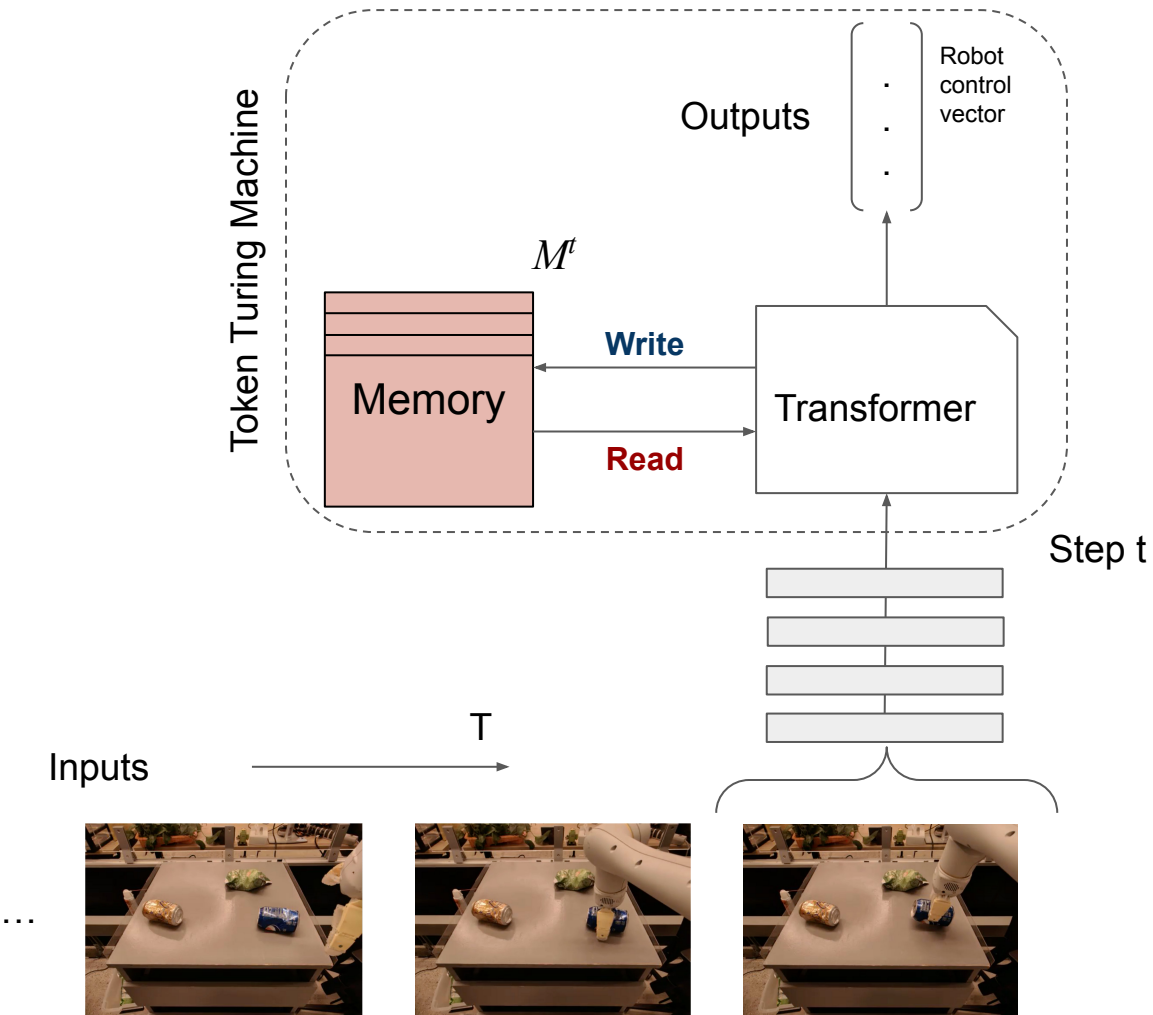 Token Turing Machine
Outputs
Robot
control
vector
M^t
Write
Memory
Transformer
Read
Step t
T
Inputs
...